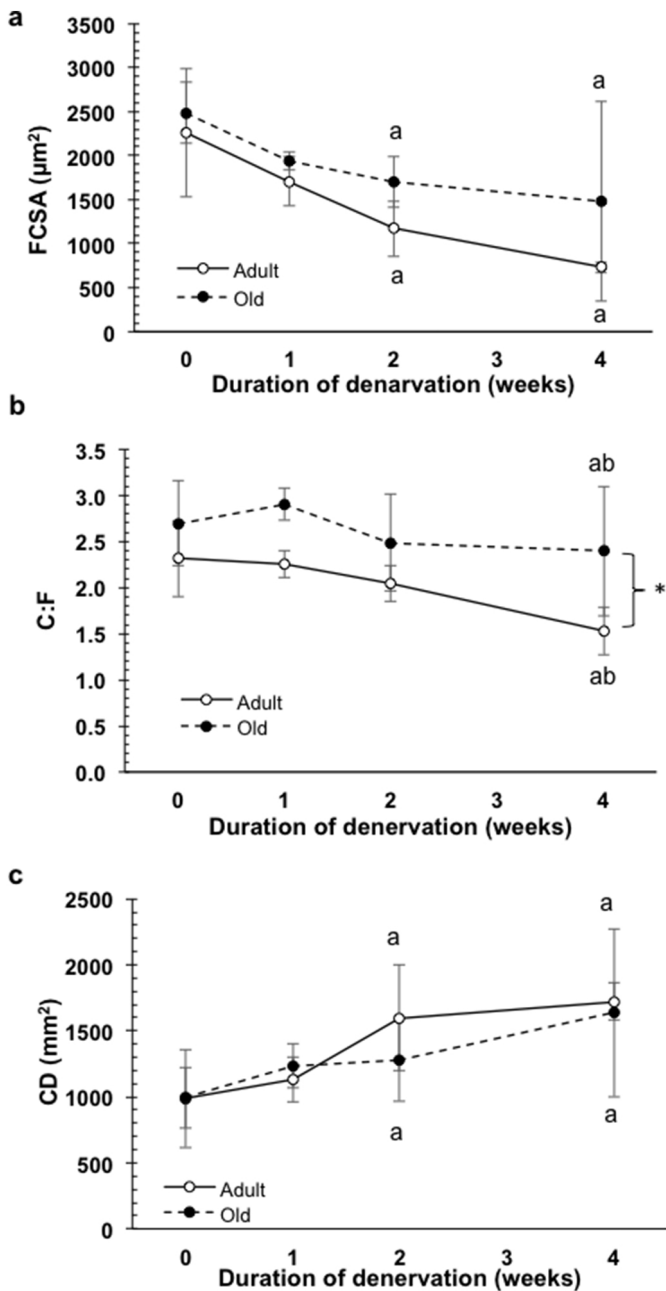 a
3500
3000
2500
2000
1500
1000
500
0
FCSA (µm²)
a
a
a
a
Adult
Old
0 1 2 3 4
Duration of denarvation (weeks)
b
3.5
3.0
2.5
2.0
1.5
1.0
0.5
0.0
C:F
ab
*
ab
Adult
Old
0 1 2 3 4
Duration of denervation (weeks)
c
2500
2000
1500
1000
500
0
CD (mm²)
a
a
a
a
Adult
Old
0 1 2 3 4
Duration of denervation (weeks)